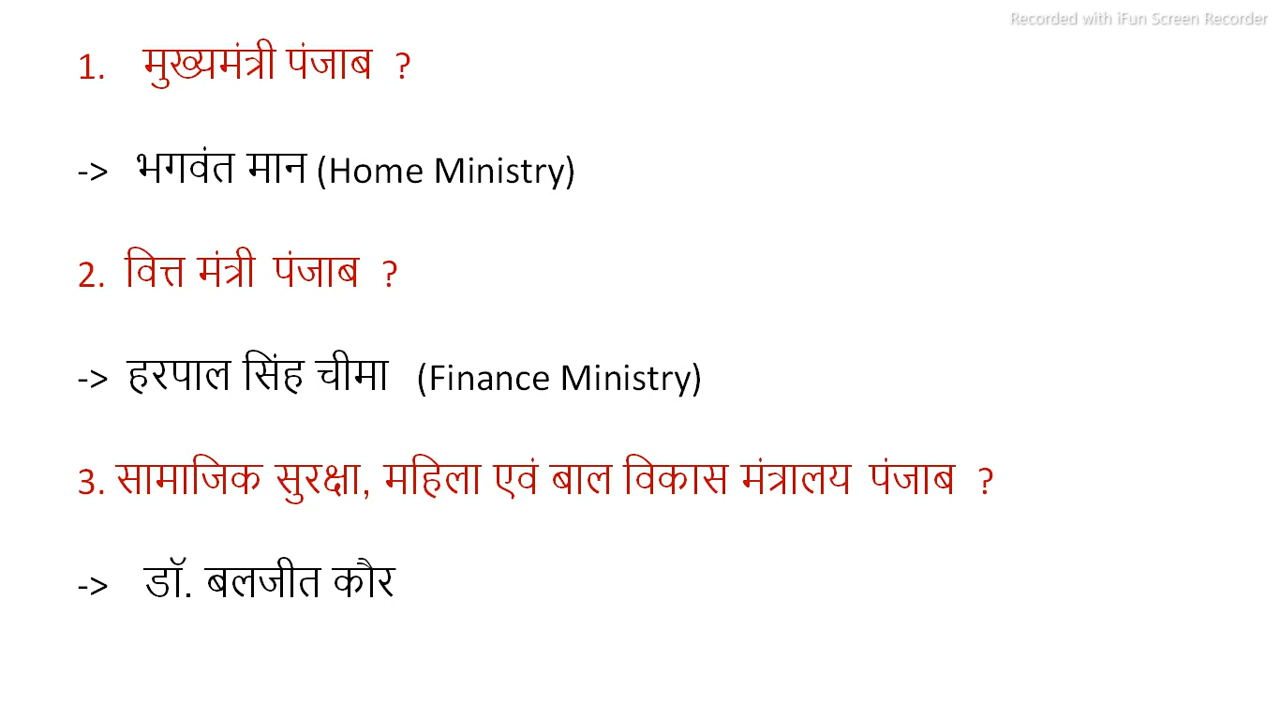 Recorded with iFun Screen Recorder
1. मुख्यमंत्री पंजाब ?
-> भगवंत मान (Home Ministry)
2. वित्त मंत्री पंजाब ?
-> हरपाल सिंह चीमा (Finance Ministry)
3. सामाजिक सुरक्षा, महिला एवं बाल विकास मंत्रालय पंजाब ?
-> डॉ. बलजीत कौर